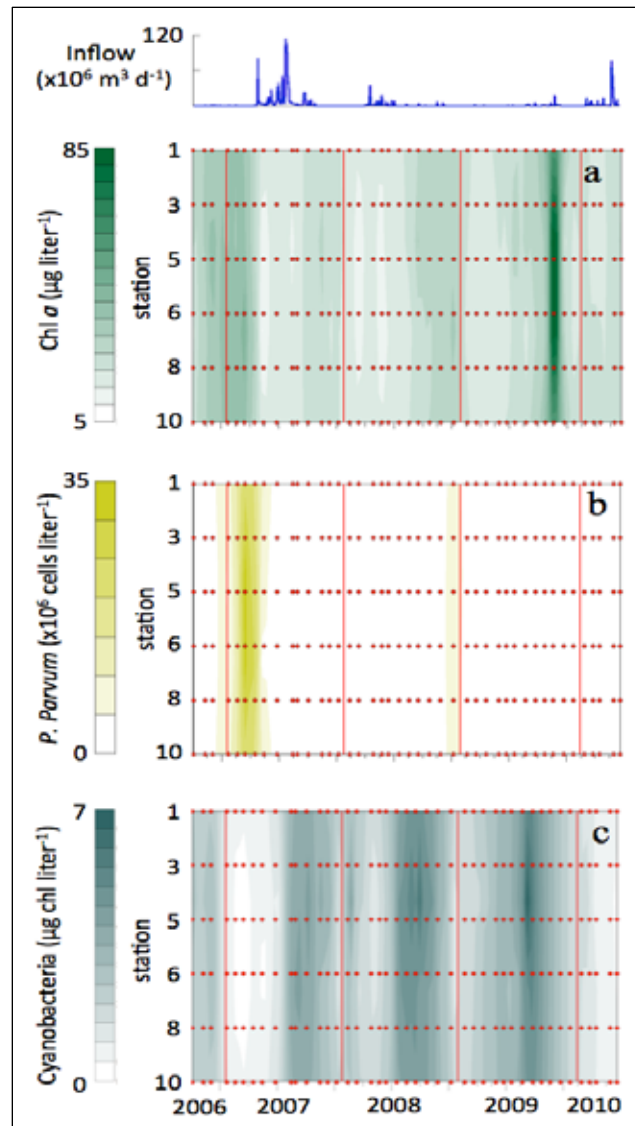 Inflow
(x10⁶ m³ d⁻¹)
120
a
85
Chl a (µg liter⁻¹)
5
station
1
3
5
6
8
10
b
35
P. Parvum (x10⁶ cells liter⁻¹)
0
station
1
3
5
6
8
10
c
7
Cyanobacteria (µg chl liter⁻¹)
0
station
1
3
5
6
8
10
2006 2007 2008 2009 2010